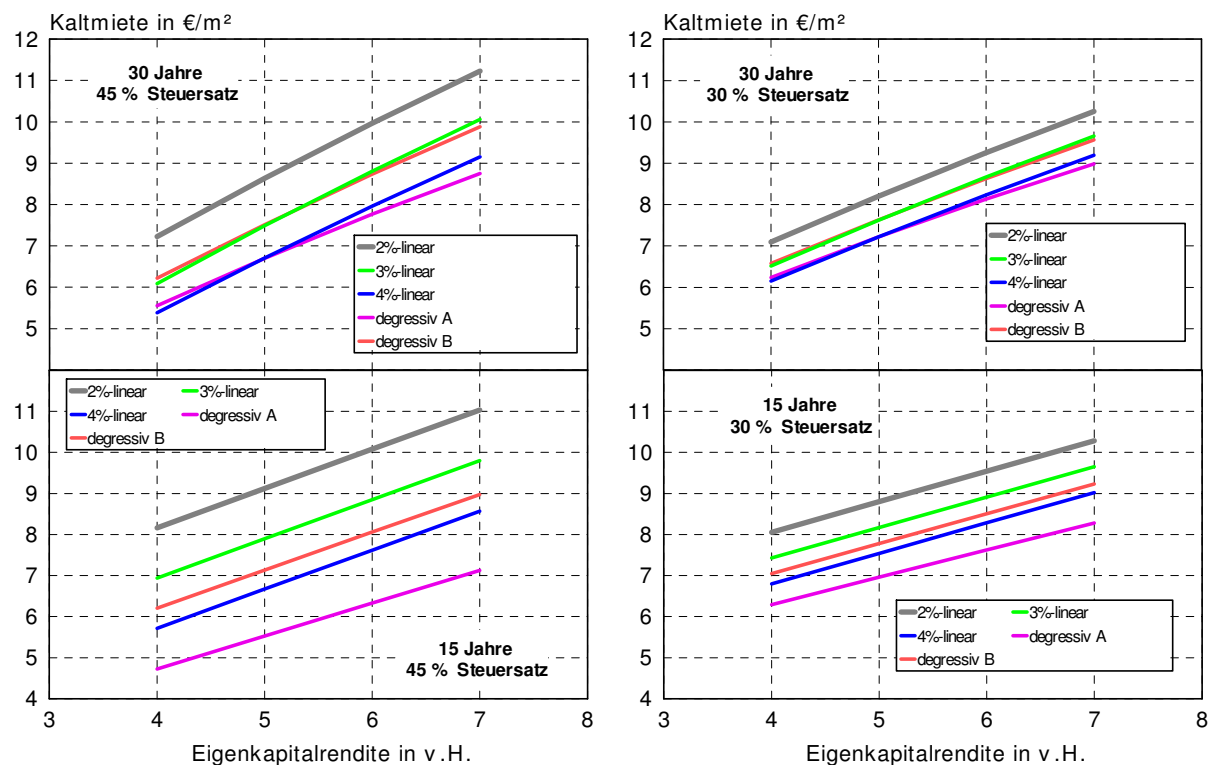 Kaltmiete in €/m²
12
11
10
9
8
7
6
5
30 Jahre
45 % Steuersatz
2%-linear
3%-linear
4%-linear
degressiv A
degressiv B
11
10
9
8
7
6
5
4
2%-linear 3%-linear
4%-linear degressiv A
degressiv B
15 Jahre
45 % Steuersatz
3 4 5 6 7 8
Eigenkapitalrendite in v.H.
Kaltmiete in €/m²
12
11
10
9
8
7
6
5
30 Jahre
30 % Steuersatz
2%-linear
3%-linear
4%-linear
degressiv A
degressiv B
11
10
9
8
7
6
5
4
15 Jahre
30 % Steuersatz
2%-linear 3%-linear
4%-linear degressiv A
degressiv B
3 4 5 6 7 8
Eigenkapitalrendite in v.H.